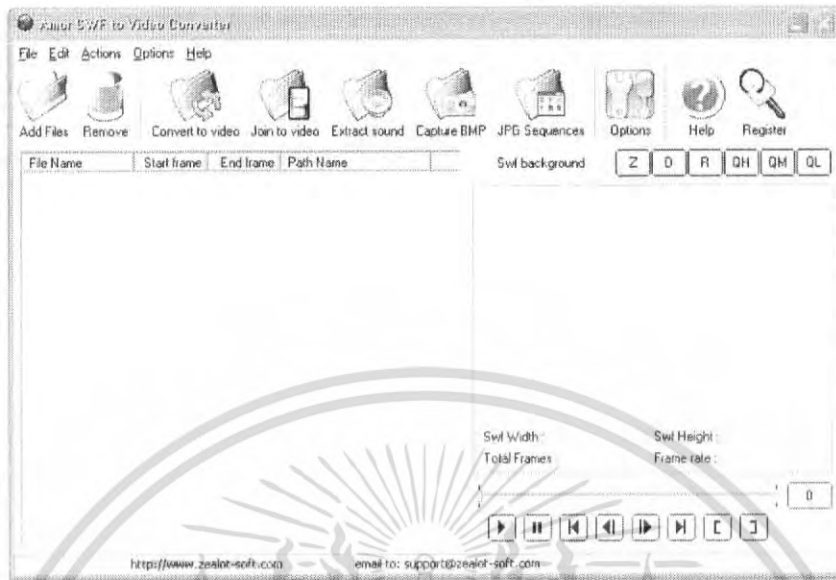 Amor SWF to Video Converter
File Edit Actions Options Help
Add Files Remove Convert to video Join to video Extract sound Capture BMP JPG Sequences Options Help Register
File Name Start frame End frame Path Name Swf background Z D R QH QM QL
Swf Width : Swf Height :
Total Frames Frame rate :
0
http://www.zealot-soft.com email to: support@zealot-soft.com